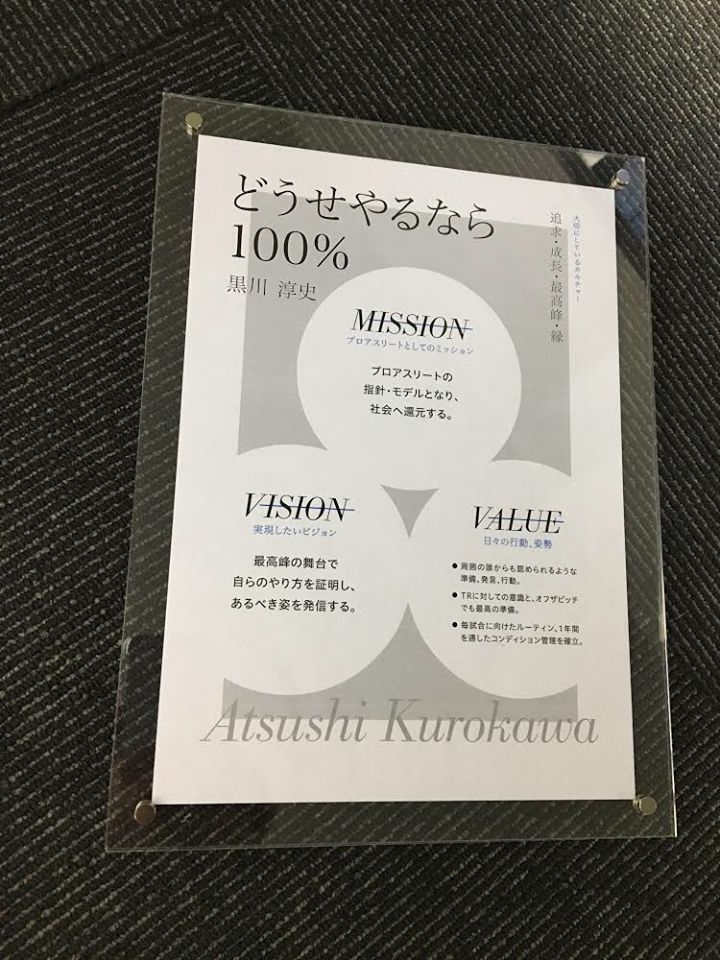 どうせやるなら
100%
黒川 淳史
大切にしているカルチャー
追求・成長・最高峰・縁
MISSION
プロアスリートとしてのミッション
プロアスリートの
指針・モデルとなり、
社会へ還元する。
VISION
実現したいビジョン
最高峰の舞台で
自らのやり方を証明し、
あるべき姿を発信する。
VALUE
日々の行動、姿勢
● 周囲の誰からも認められるような
準備、発言、行動。
● TRに対しての意識と、オフザピッチ
でも最高の準備。
● 毎試合に向けたルーティン、1年間
を通したコンディション管理を確立。
Atsushi Kurokawa